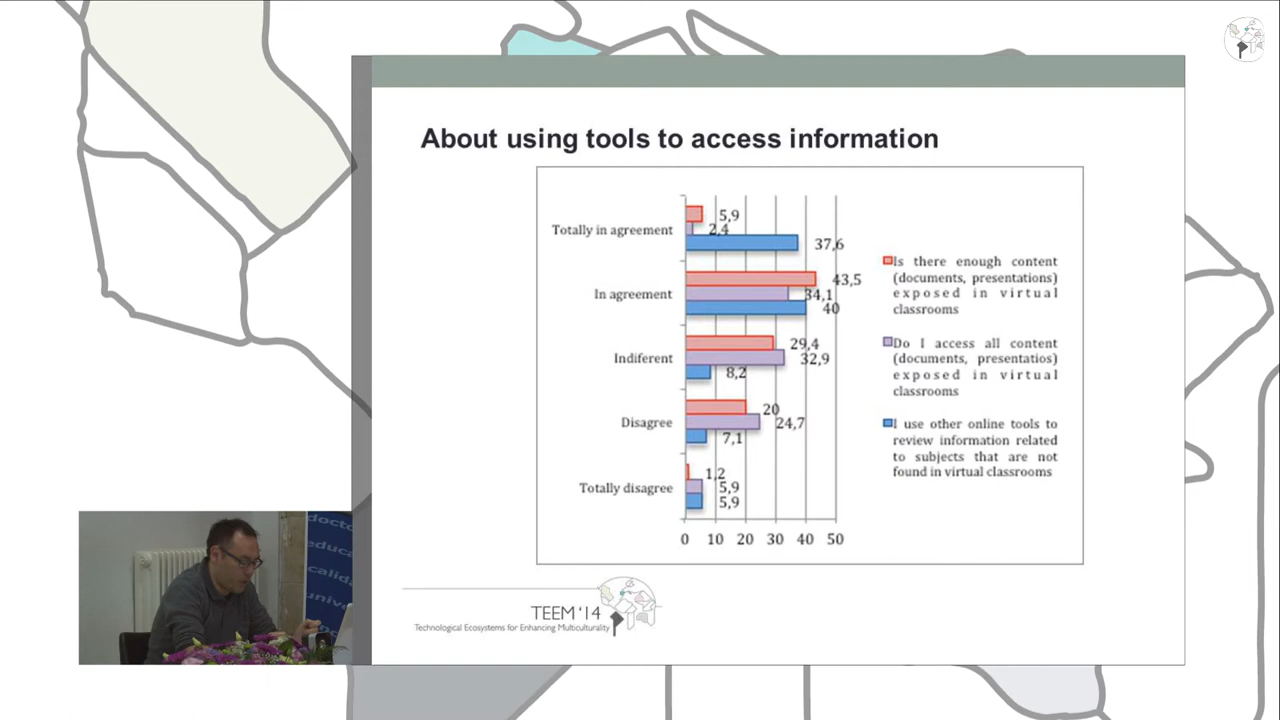 About using tools to access information
Totally in agreement
5,9
2,4
37,6
In agreement
43,5
34,1
40
Indiferent
29,4
32,9
8,2
Disagree
20
24,7
7,1
Totally disagree
1,2
5,9
5,9
0 10 20 30 40 50
Is there enough content
(documents, presentations)
exposed in virtual
classrooms
Do I access all content
(documents, presentatios)
exposed in virtual
classrooms
I use other online tools to
review information related
to subjects that are not
found in virtual classrooms
TEEM '14
Technological Ecosystems for Enhancing Multiculturality
docto
educa
calida
unive